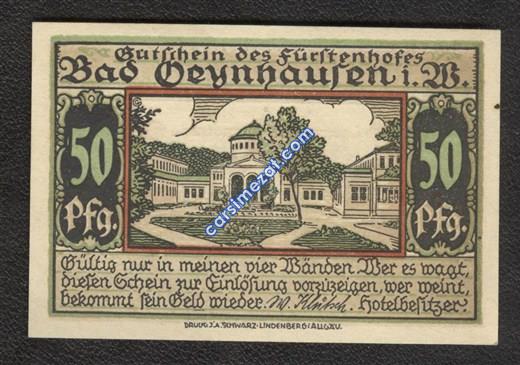 Gutschein des Fürstenhofes
Bad Oeynhausen i. W.
50
Pfg.
50
Pfg.
carsimezat.com
Gültig nur in meinen vier Wänden. Wer es wagt,
diesen Schein zur Einlösung vorzuzeigen, wer weint,
bekommt sein Geld wieder. W. Klütsch. Hotelbesitzer
DRUCK J.A. SCHWARZ-LINDENBERG i/ALLGÄU.